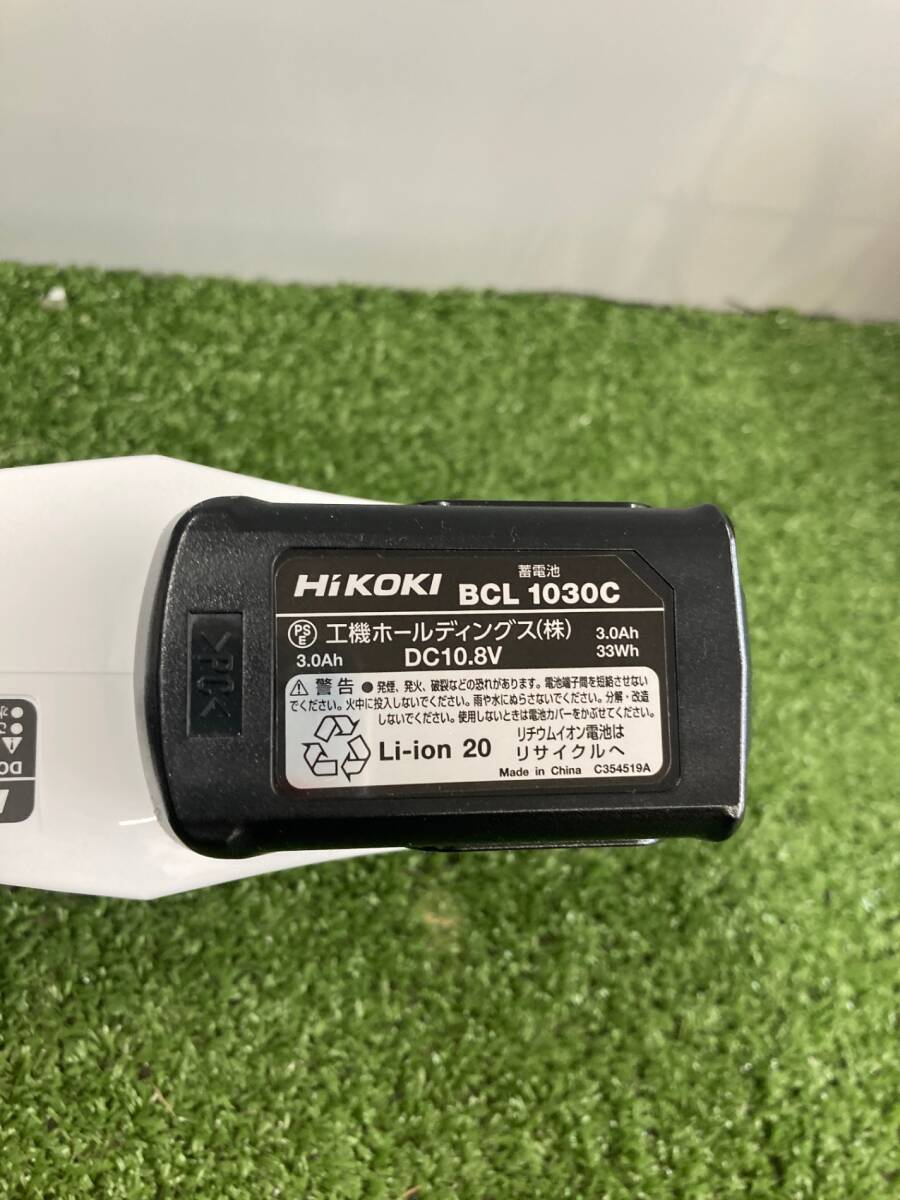 HiKOKI
蓄電池
BCL 1030C
PS E 工機ホールディングス(株) 3.0Ah
3.0Ah DC10.8V 33Wh
警告 ●発煙、発火、破裂などの恐れがあります。電池端子間を短絡させない
でください。火中に投入しないでください。雨や水にぬらさないでください。分解・改造
しないでください。使用しないときは電池カバーをかぶせてください。
Li-ion 20 リチウムイオン電池は
リサイクルへ
Made in China C354519A
>PC<